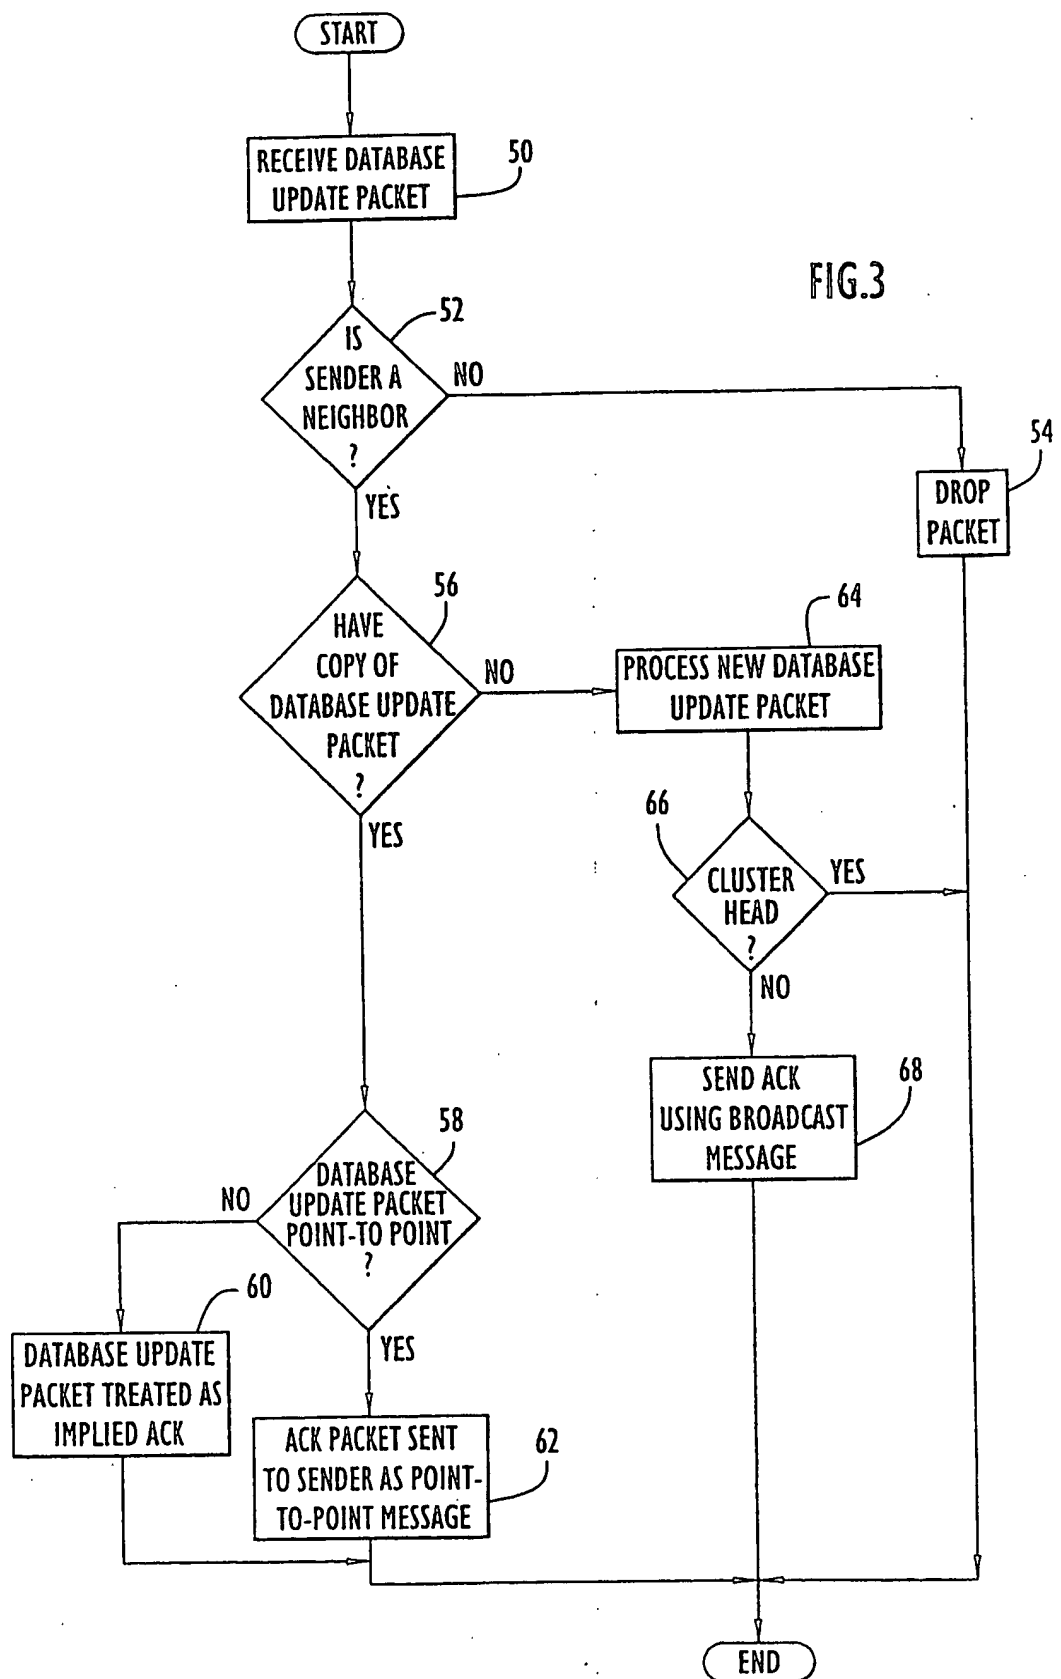 START
RECEIVE DATABASE
UPDATE PACKET
50
FIG.3
IS
SENDER A
NEIGHBOR
?
52
NO
YES
DROP
PACKET
54
HAVE
COPY OF
DATABASE UPDATE
PACKET
?
56
NO
YES
PROCESS NEW DATABASE
UPDATE PACKET
64
CLUSTER
HEAD
?
66
YES
NO
SEND ACK
USING BROADCAST
MESSAGE
68
DATABASE
UPDATE PACKET
POINT-TO POINT
?
58
NO
YES
DATABASE UPDATE
PACKET TREATED AS
IMPLIED ACK
60
ACK PACKET SENT
TO SENDER AS POINT-
TO-POINT MESSAGE
62
END